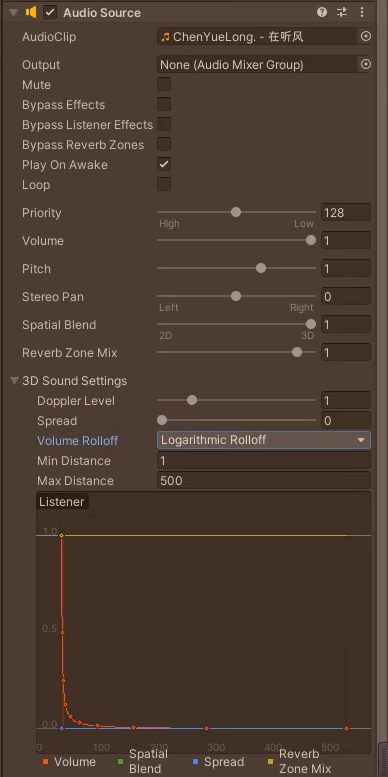 Audio Source
AudioClip
ChenYueLong. - 在听风
Output
None (Audio Mixer Group)
Mute
Bypass Effects
Bypass Listener Effects
Bypass Reverb Zones
Play On Awake
Loop
Priority
128
High
Low
Volume
1
Pitch
1
Stereo Pan
0
Left
Right
Spatial Blend
1
2D
3D
Reverb Zone Mix
1
3D Sound Settings
Doppler Level
1
Spread
0
Volume Rolloff
Logarithmic Rolloff
Min Distance
1
Max Distance
500
Listener
1.0
0.5
0.0
0
100
200
300
400
500
Volume
Spatial
Blend
Spread
Reverb
Zone Mix